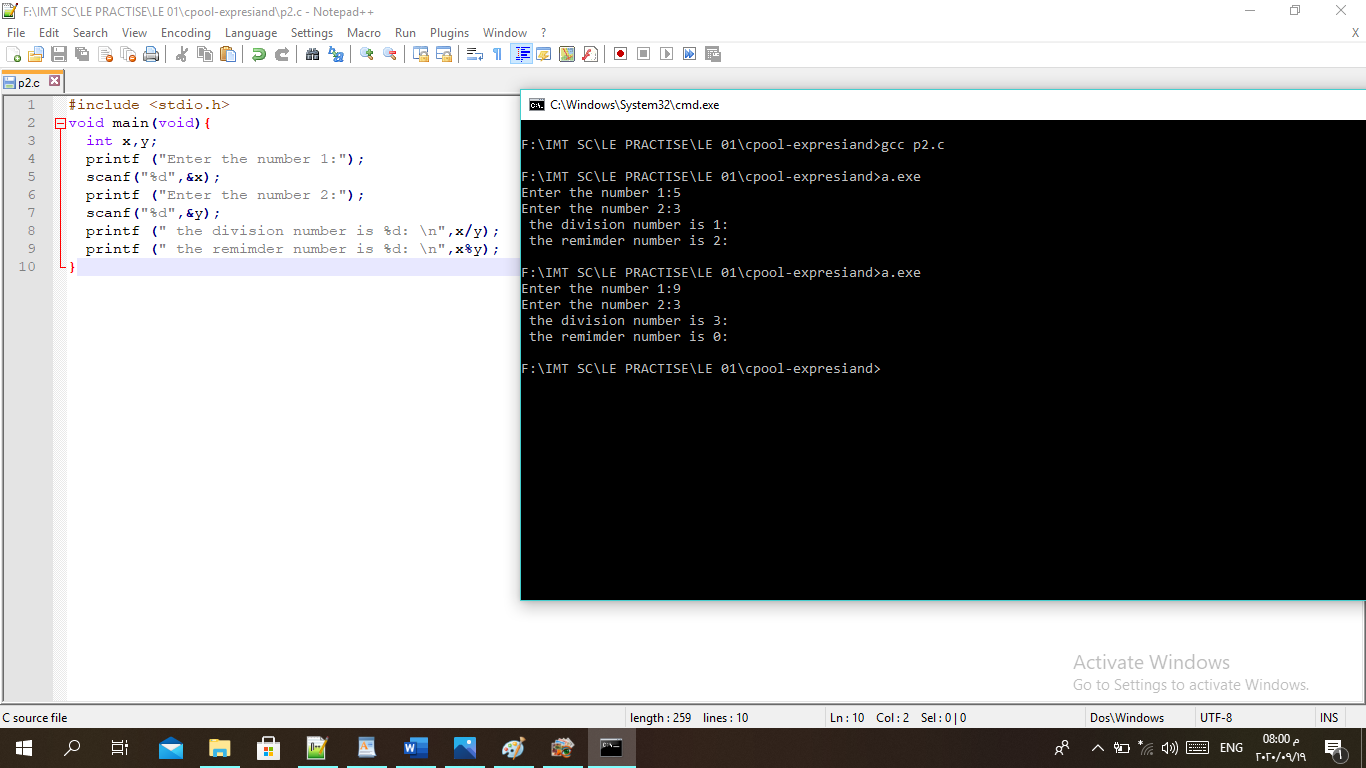 F:\IMT SC\LE PRACTISE\LE 01\cpool-expresiand\p2.c - Notepad++
File Edit Search View Encoding Language Settings Macro Run Plugins Window ? X
p2.c
1 #include <stdio.h>
2 void main(void){
3 int x,y;
4 printf ("Enter the number 1:");
5 scanf("%d",&x);
6 printf ("Enter the number 2:");
7 scanf("%d",&y);
8 printf (" the division number is %d: \n",x/y);
9 printf (" the remimder number is %d: \n",x%y);
10 }
C:\Windows\System32\cmd.exe
F:\IMT SC\LE PRACTISE\LE 01\cpool-expresiand>gcc p2.c
F:\IMT SC\LE PRACTISE\LE 01\cpool-expresiand>a.exe
Enter the number 1:5
Enter the number 2:3
the division number is 1:
the remimder number is 2:
F:\IMT SC\LE PRACTISE\LE 01\cpool-expresiand>a.exe
Enter the number 1:9
Enter the number 2:3
the division number is 3:
the remimder number is 0:
F:\IMT SC\LE PRACTISE\LE 01\cpool-expresiand>
Activate Windows
Go to Settings to activate Windows.
C source file length : 259 lines : 10 Ln : 10 Col : 2 Sel : 0 | 0 Dos\Windows UTF-8 INS
ENG
08:00 م
٢٠٢٠/٠٩/١٩
1